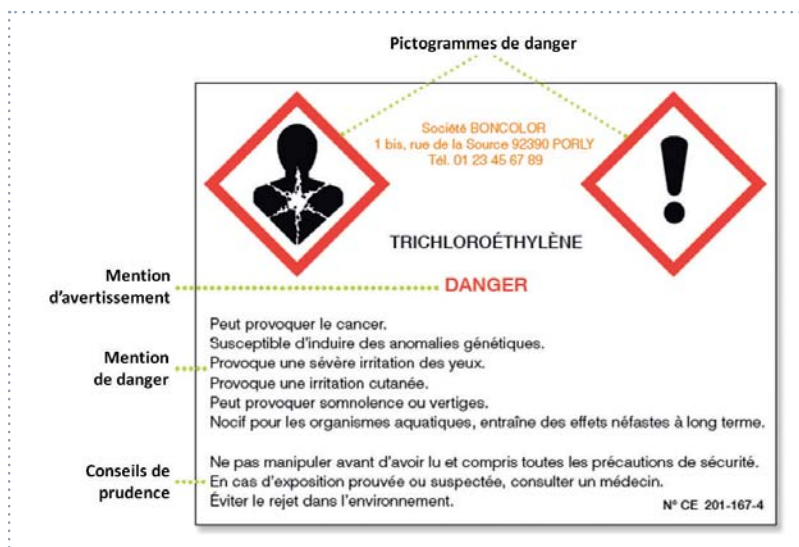 Pictogrammes de danger
Société BONCOLOR
1 bis, rue de la Source 92390 PORLY
Tél. 01 23 45 67 89
TRICHLOROÉTHYLÈNE
Mention
d'avertissement
DANGER
Mention
de danger
Peut provoquer le cancer.
Susceptible d'induire des anomalies génétiques.
Provoque une sévère irritation des yeux.
Provoque une irritation cutanée.
Peut provoquer somnolence ou vertiges.
Nocif pour les organismes aquatiques, entraîne des effets néfastes à long terme.
Conseils de
prudence
Ne pas manipuler avant d'avoir lu et compris toutes les précautions de sécurité.
En cas d'exposition prouvée ou suspectée, consulter un médecin.
Éviter le rejet dans l'environnement.
N° CE 201-167-4